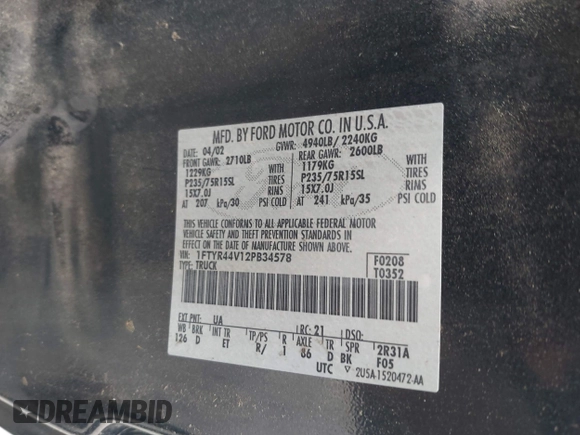 MFD. BY FORD MOTOR CO. IN U.S.A.
DATE: 04/02 GVWR: 4940LB/ 2240KG
FRONT GAWR: 2710LB REAR GAWR: 2600LB
1229KG 1179KG
P235/75R15SL TIRES P235/75R15SL TIRES
15X7.0J RIMS 15X7.0J RIMS
AT 207 kPa/30 PSI COLD AT 241 kPa/35 PSI COLD
THIS VEHICLE CONFORMS TO ALL APPLICABLE FEDERAL MOTOR
VEHICLE SAFETY AND THEFT PREVENTION STANDARDS IN
EFFECT ON THE DATE OF MANUFACTURE SHOWN ABOVE.
VIN: 1FTYR44V12PB34578 F0208
TYPE: TRUCK T0352
EXT PNT: UA RC: 21 DSO:
WB BRK INT TR TP/PS R AXLE TR SPR 2R31A
126 D ET R/ 1 86 D BK F05
UTC ▽ 2U5A-1520472-AA
DREAMBID